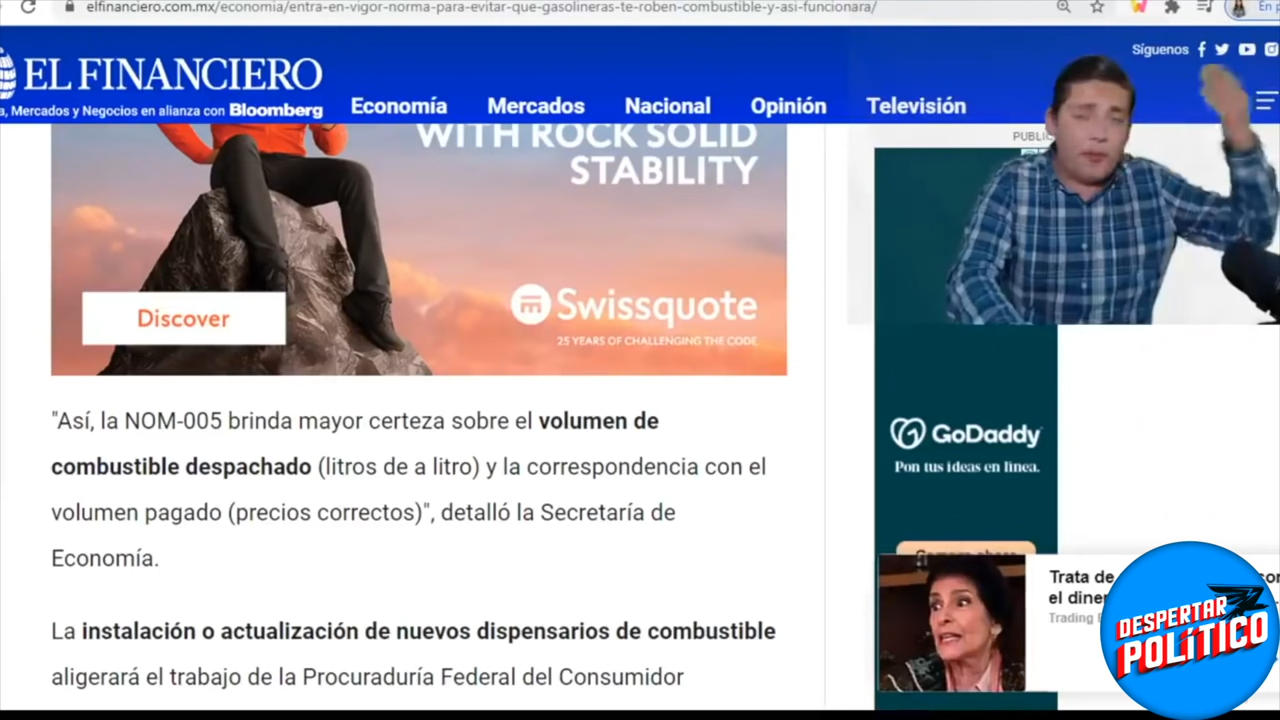 elfinanciero.com.mx/economia/entra-en-vigor-norma-para-evitar-que-gasolineras-te-roben-combustible-y-asi-funcionara/
En p
Síguenos
EL FINANCIERO
Mercados y Negocios en alianza con Bloomberg
Economía Mercados Nacional Opinión Televisión
WITH ROCK SOLID
STABILITY
Discover
Swissquote
25 YEARS OF CHALLENGING THE CODE
"Así, la NOM-005 brinda mayor certeza sobre el volumen de
combustible despachado (litros de a litro) y la correspondencia con el
volumen pagado (precios correctos)", detalló la Secretaría de
Economía.
La instalación o actualización de nuevos dispensarios de combustible
aligerará el trabajo de la Procuraduría Federal del Consumidor
PUBLIC
GoDaddy
Pon tus ideas en línea.
Trata de
el diner
Trading
DESPERTAR
POLÍTICO